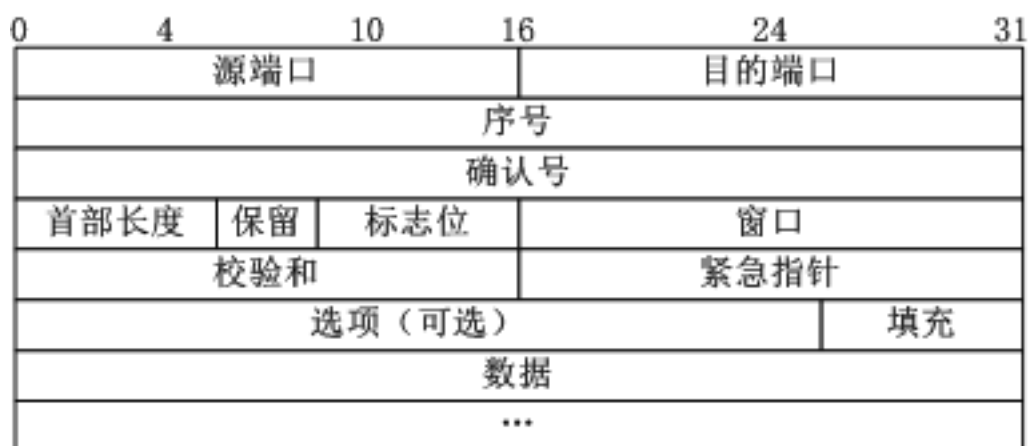 0 4 10 16 24 31
源端口 目的端口
序号
确认号
首部长度 保留 标志位 窗口
校验和 紧急指针
选项（可选） 填充
数据
…